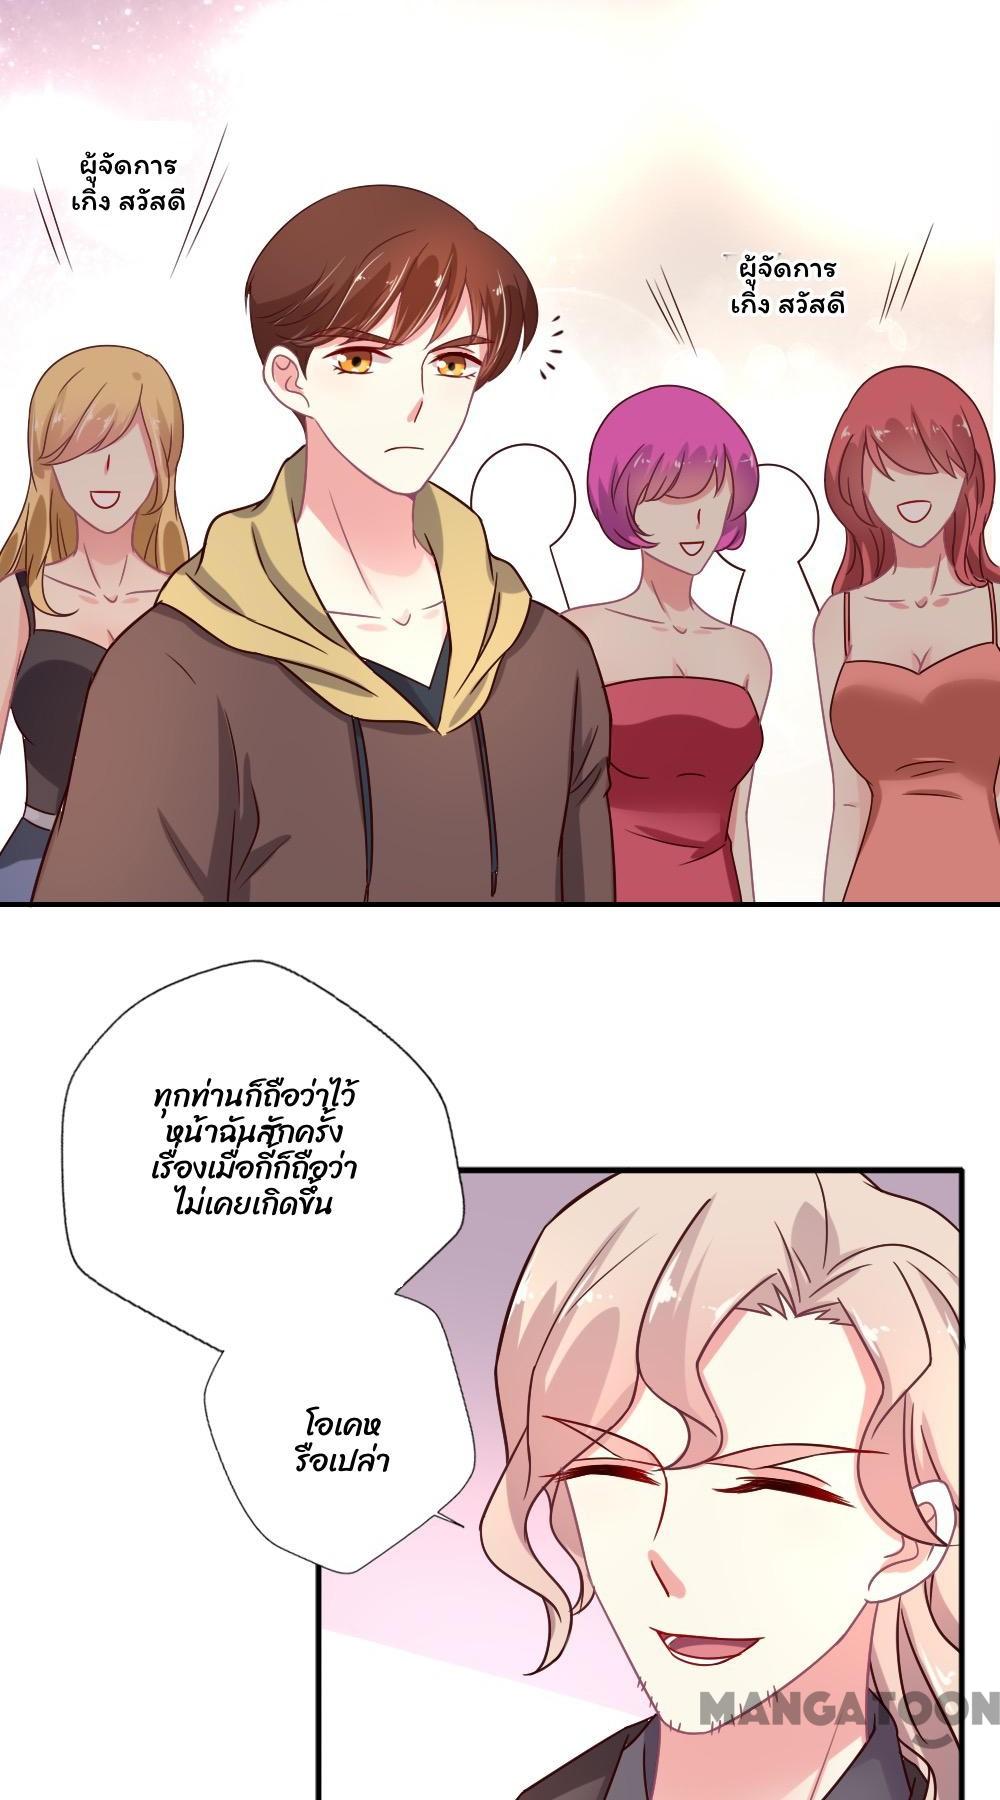 ผู้จัดการ
เกิ่ง สวัสดี
ผู้จัดการ
เกิ่ง สวัสดี
ทุกท่านก็ถือว่าไว้
หน้าฉันสักครั้ง
เรื่องเมื่อกี้ก็ถือว่า
ไม่เคยเกิดขึ้น
โอเคห
รือเปล่า
MANGATOON